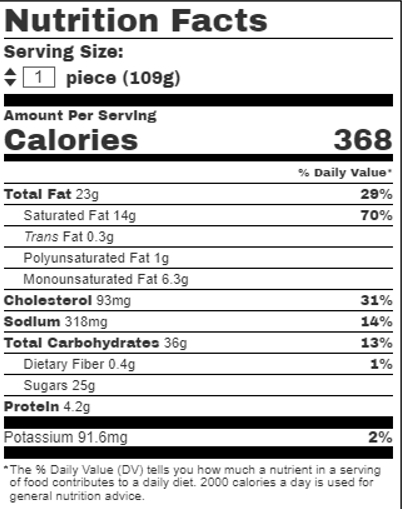 Nutrition Facts
Serving Size:
1 piece (109g)
Amount Per Serving
Calories 368
% Daily Value*
Total Fat 23g 29%
Saturated Fat 14g 70%
Trans Fat 0.3g
Polyunsaturated Fat 1g
Monounsaturated Fat 6.3g
Cholesterol 93mg 31%
Sodium 318mg 14%
Total Carbohydrates 36g 13%
Dietary Fiber 0.4g 1%
Sugars 25g
Protein 4.2g
Potassium 91.6mg 2%
*The % Daily Value (DV) tells you how much a nutrient in a serving
of food contributes to a daily diet. 2000 calories a day is used for
general nutrition advice.